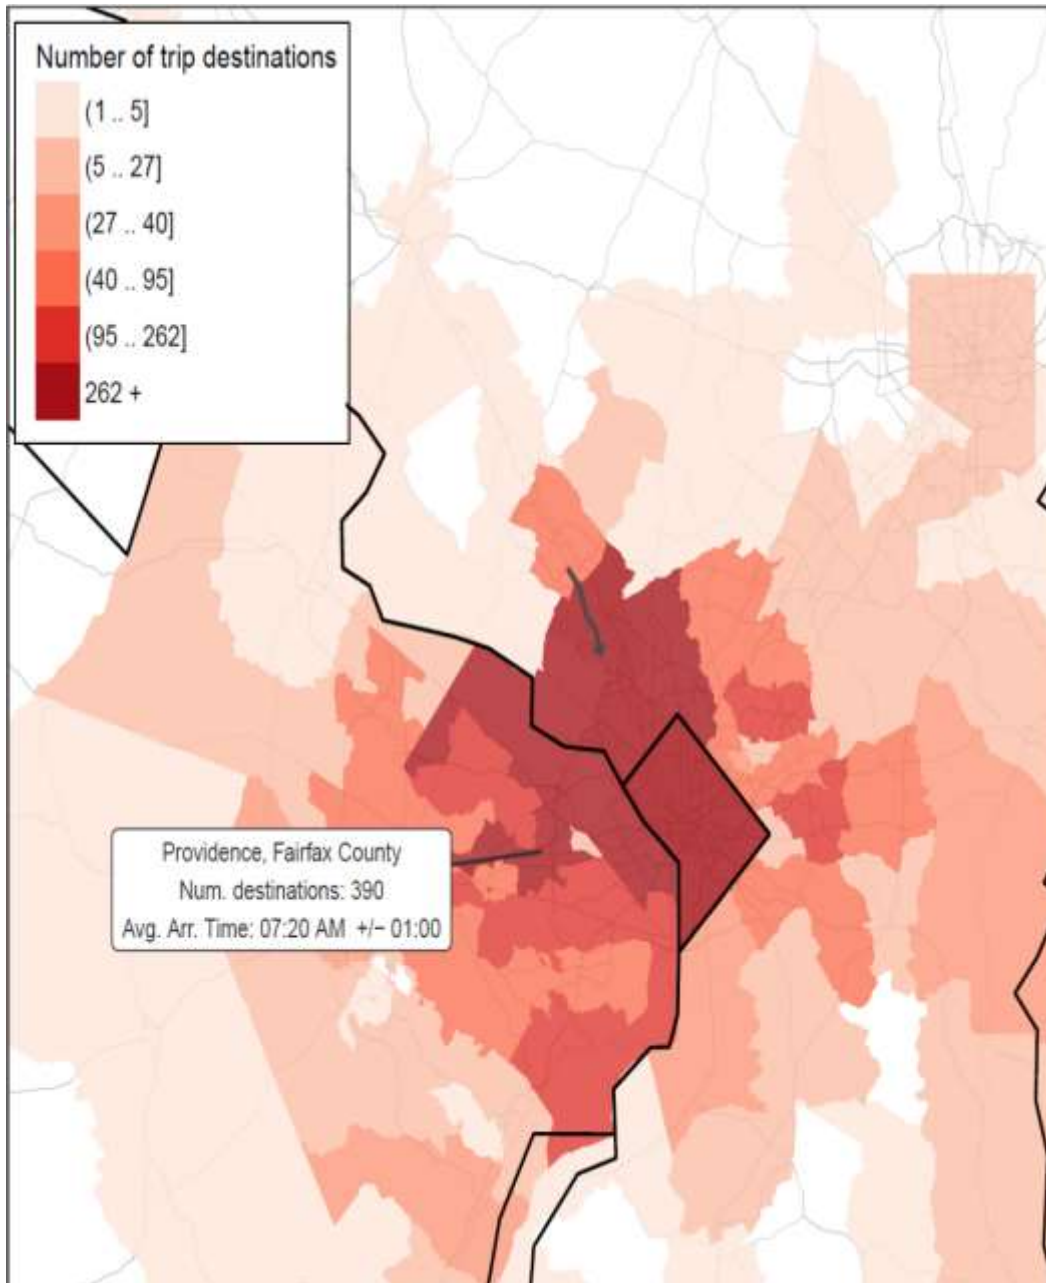 Number of trip destinations
(1 .. 5]
(5 .. 27]
(27 .. 40]
(40 .. 95]
(95 .. 262]
262 +
Providence, Fairfax County
Num. destinations: 390
Avg. Arr. Time: 07:20 AM +/− 01:00